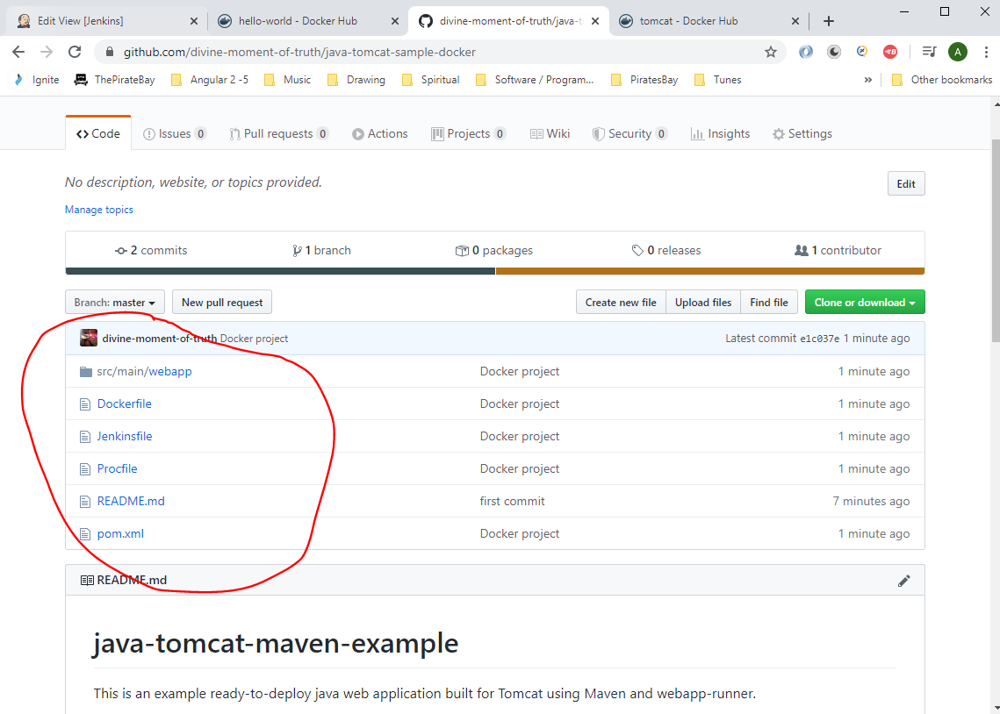 Edit View [Jenkins]
hello-world - Docker Hub
divine-moment-of-truth/java-t
tomcat - Docker Hub
github.com/divine-moment-of-truth/java-tomcat-sample-docker
A
Ignite
ThePirateBay
Angular 2 -5
Music
Drawing
Spiritual
Software / Program...
PiratesBay
Tunes
»
Other bookmarks
Code
Issues 0
Pull requests 0
Actions
Projects 0
Wiki
Security 0
Insights
Settings
No description, website, or topics provided.
Edit
Manage topics
2 commits
1 branch
0 packages
0 releases
1 contributor
Branch: master
New pull request
Create new file
Upload files
Find file
Clone or download
divine-moment-of-truth Docker project
Latest commit e1c037e 1 minute ago
src/main/webapp Docker project 1 minute ago
Dockerfile Docker project 1 minute ago
Jenkinsfile Docker project 1 minute ago
Procfile Docker project 1 minute ago
README.md first commit 7 minutes ago
pom.xml Docker project 1 minute ago
README.md
java-tomcat-maven-example
This is an example ready-to-deploy java web application built for Tomcat using Maven and webapp-runner.